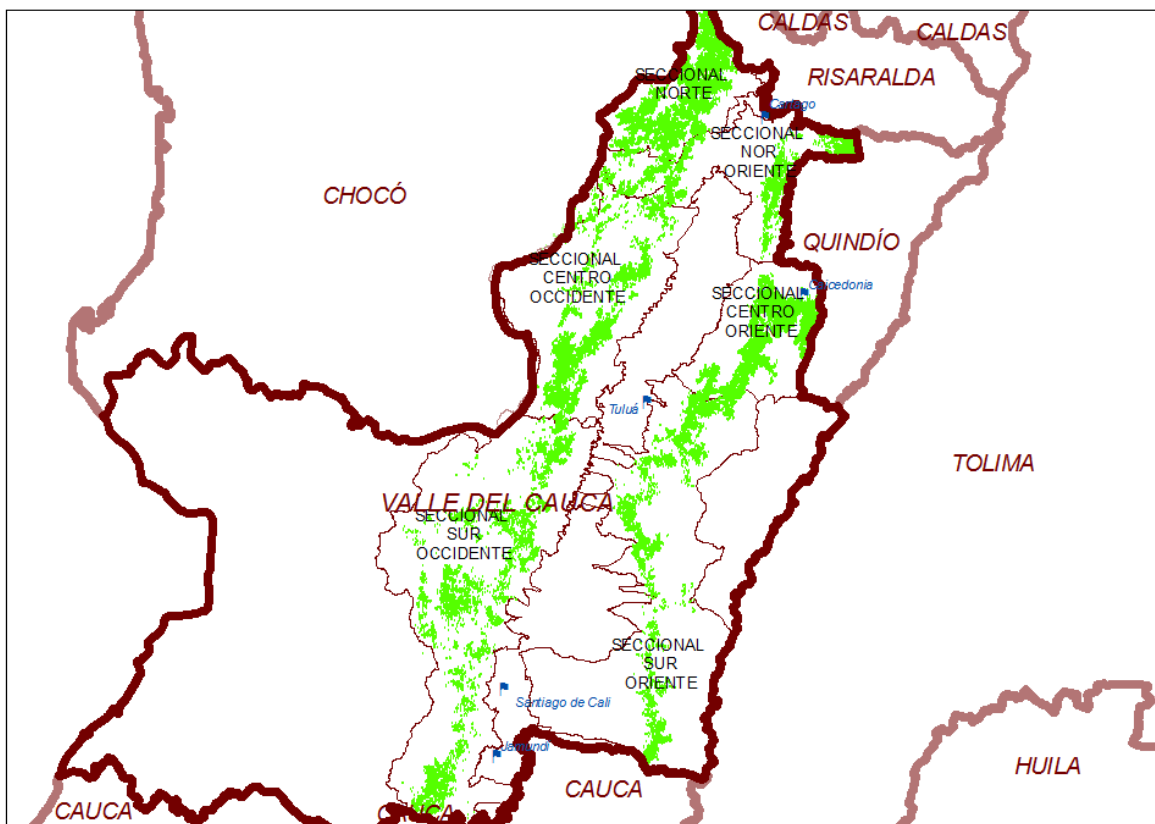 CALDAS
CALDAS
RISARALDA
SECCIONAL
NORTE
Cartago
SECCIONAL
NOR
ORIENTE
CHOCÓ
QUINDÍO
SECCIONAL
CENTRO
OCCIDENTE
Caicedonia
SECCIONAL
CENTRO
ORIENTE
Tuluá
TOLIMA
VALLE DEL CAUCA
SECCIONAL
SUR
OCCIDENTE
SECCIONAL
SUR
ORIENTE
Santiago de Cali
Jamundí
HUILA
CAUCA
CAUCA
CAUCA